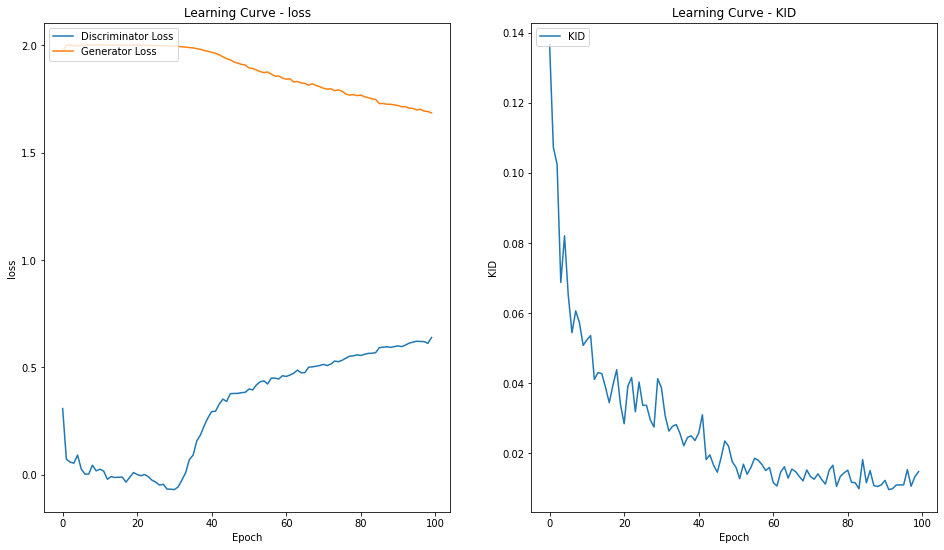 Learning Curve - loss
Discriminator Loss
Generator Loss
2.0
1.5
1.0
0.5
0.0
loss
0
20
40
60
80
100
Epoch
Learning Curve - KID
KID
0.14
0.12
0.10
0.08
0.06
0.04
0.02
KID
0
20
40
60
80
100
Epoch